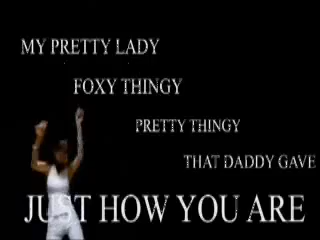 MY PRETTY LADY
FOXY THINGY
PRETTY THINGY
THAT DADDY GAVE
JUST HOW YOU ARE